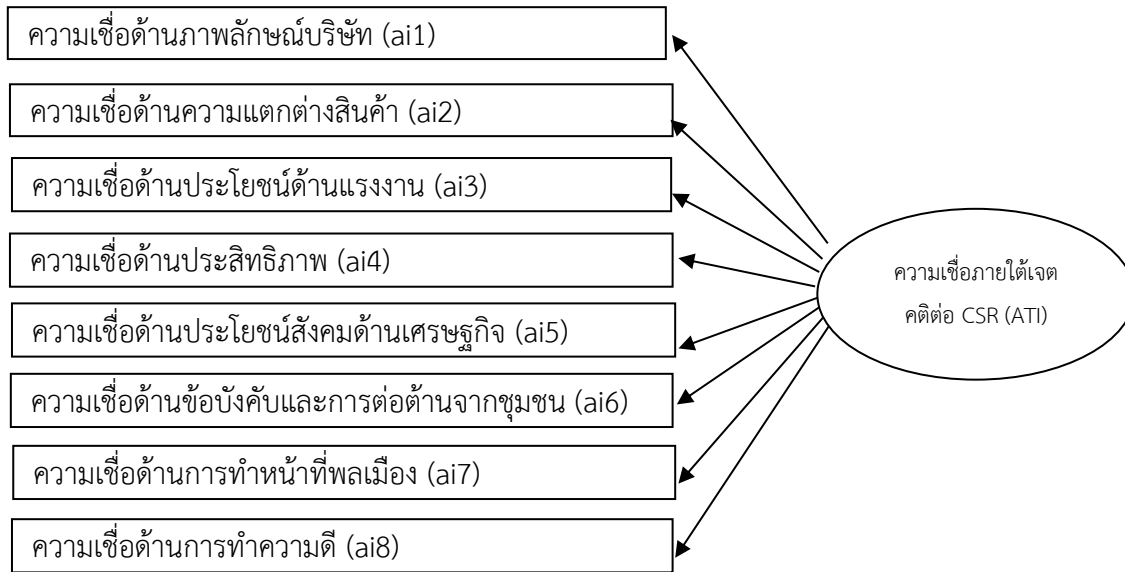 ความเชื่อด้านภาพลักษณ์บริษัท (ai1)
ความเชื่อด้านความแตกต่างสินค้า (ai2)
ความเชื่อด้านประโยชน์ด้านแรงงาน (ai3)
ความเชื่อด้านประสิทธิภาพ (ai4)
ความเชื่อด้านประโยชน์สังคมด้านเศรษฐกิจ (ai5)
ความเชื่อด้านข้อบังคับและการต่อต้านจากชุมชน (ai6)
ความเชื่อด้านการทำหน้าที่พลเมือง (ai7)
ความเชื่อด้านการทำความดี (ai8)
ความเชื่อภายใต้เจต
คติต่อ CSR (ATI)